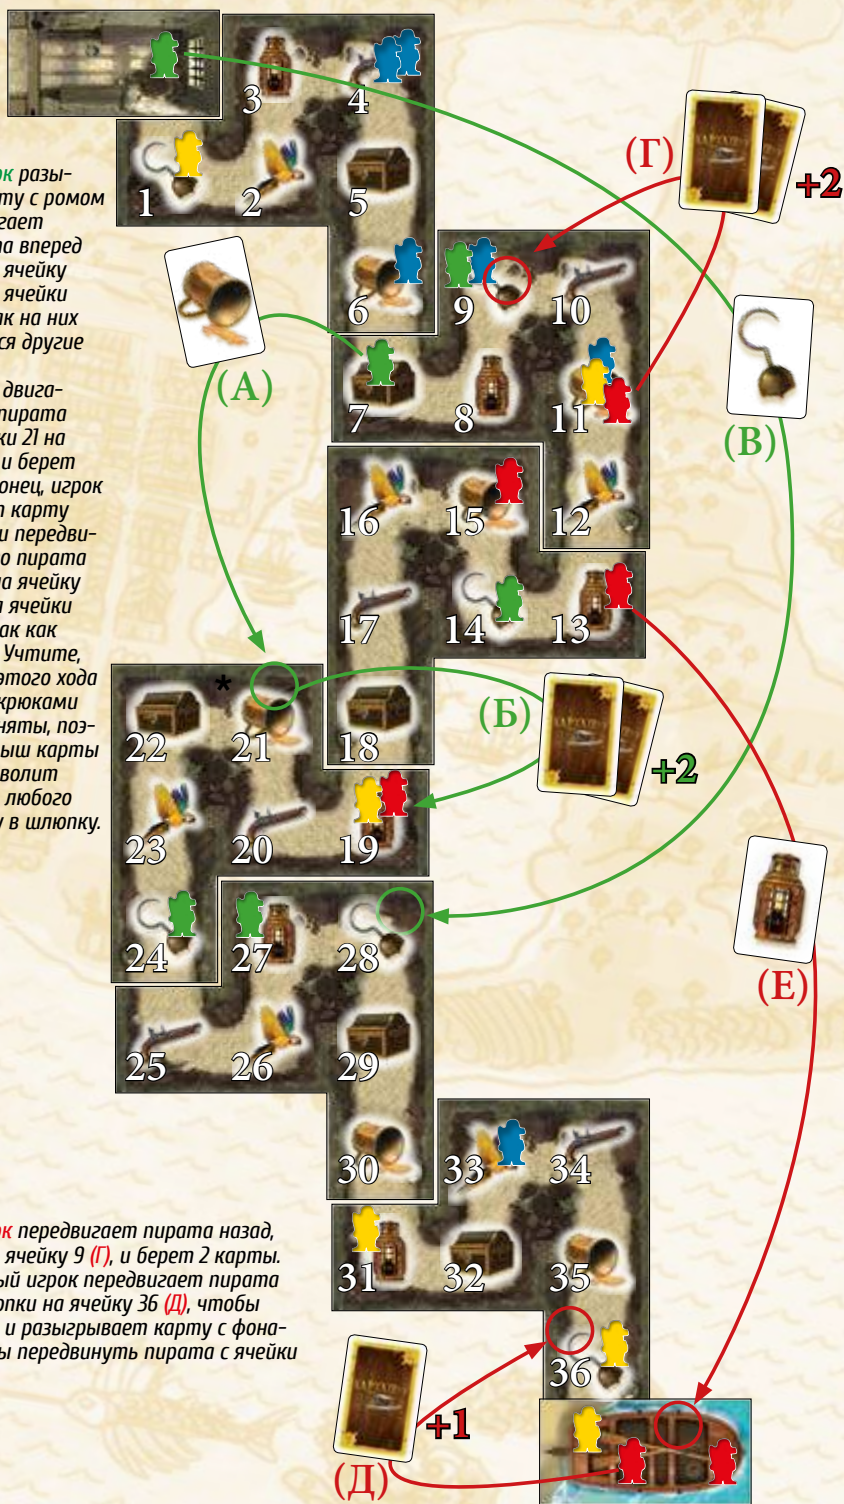 3
4
ок разы-
ту с ромом
гает
а вперед
ячейку
ячейки
ак на них
ся другие
1
2
5
(Г)
+2
6
9
10
двига-
пирата
ки 21 на
и берет
онец, игрок
т карту
и передви-
о пирата
на ячейку
ячейки
ак как
Учтите,
этого хода
крюками
няты, поэ-
ыш карты
волит
любого
у в шлюпку.
(А)
7
8
11
(В)
16
15
12
17
14
13
*
22
21
18
(Б)
+2
23
20
19
24
27
28
(Е)
25
26
29
30
33
34
31
32
35
ок передвигает пирата назад,
ячейку 9 (Г), и берет 2 карты.
ый игрок передвигает пирата
опки на ячейку 36 (Д), чтобы
и разыгрывает карту с фона-
ы передвинуть пирата с ячейки
36
+1
(Д)